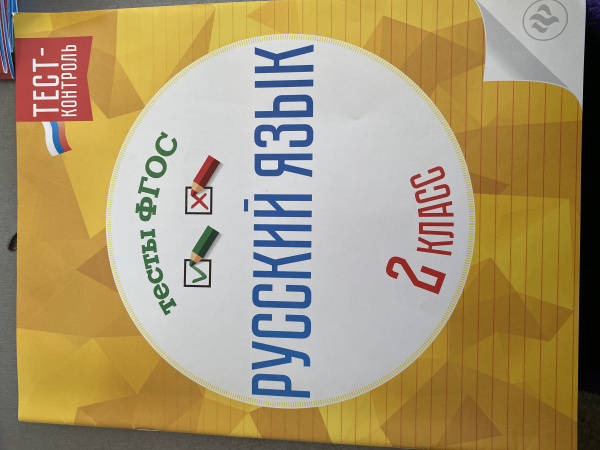 ТЕСТ-
КОНТРОЛЬ
тесты ФГОС
РУССКИЙ ЯЗЫК
2 КЛАСС